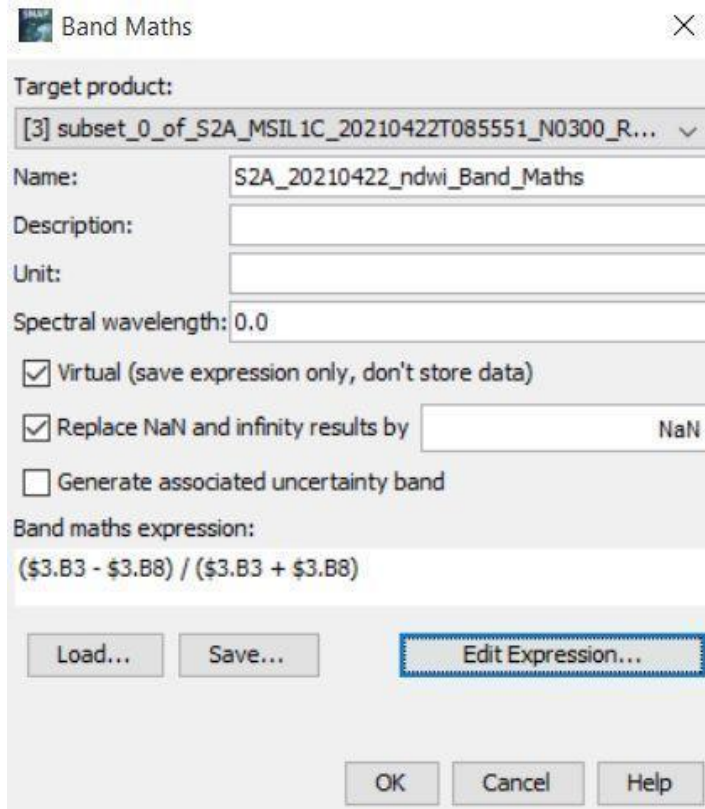 SNAP
Band Maths
Target product:
[3] subset_0_of_S2A_MSIL1C_20210422T085551_N0300_R...
Name: S2A_20210422_ndwi_Band_Maths
Description:
Unit:
Spectral wavelength: 0.0
Virtual (save expression only, don't store data)
Replace NaN and infinity results by NaN
Generate associated uncertainty band
Band maths expression:
($3.B3 - $3.B8) / ($3.B3 + $3.B8)
Load... Save... Edit Expression...
OK Cancel Help